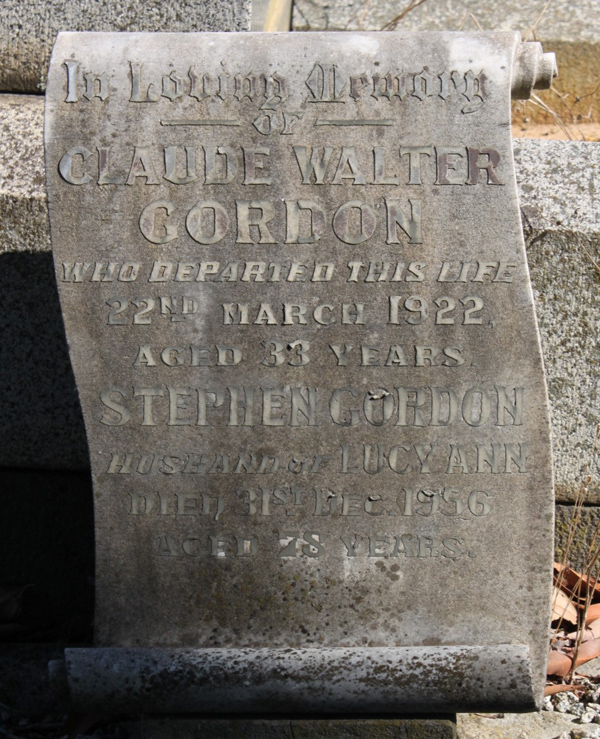 In Loving Memory
OF
CLAUDE WALTER
GORDON
WHO DEPARTED THIS LIFE
22ND MARCH 1922,
AGED 33 YEARS.
STEPHEN GORDON
HUSBAND OF LUCY ANN
DIED 31ST DEC. 1956
AGED 78 YEARS.